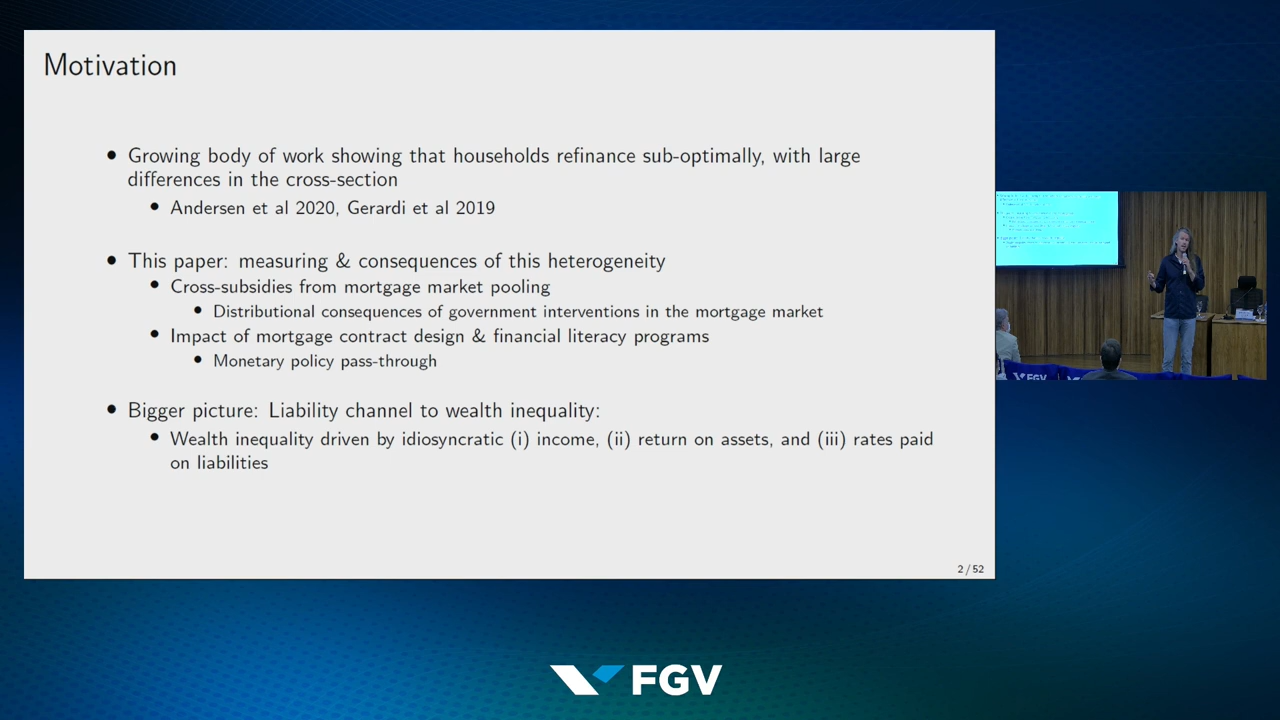 Motivation
• Growing body of work showing that households refinance sub-optimally, with large
differences in the cross-section
• Andersen et al 2020, Gerardi et al 2019
• This paper: measuring & consequences of this heterogeneity
• Cross-subsidies from mortgage market pooling
• Distributional consequences of government interventions in the mortgage market
• Impact of mortgage contract design & financial literacy programs
• Monetary policy pass-through
• Bigger picture: Liability channel to wealth inequality:
• Wealth inequality driven by idiosyncratic (i) income, (ii) return on assets, and (iii) rates paid
on liabilities
2 / 52
FGV
FGV